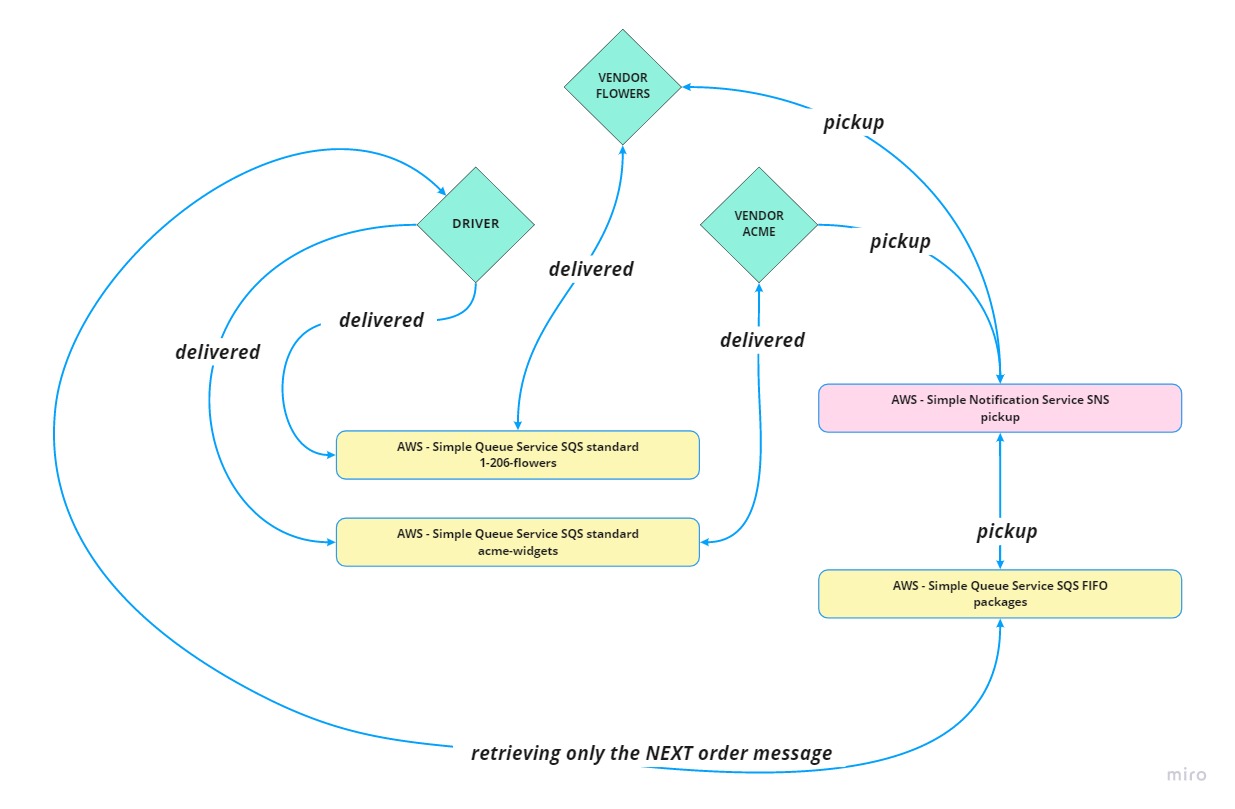 VENDOR
FLOWERS
pickup
DRIVER
VENDOR
ACME
pickup
delivered
delivered
delivered
delivered
AWS - Simple Notification Service SNS
pickup
AWS - Simple Queue Service SQS standard
1-206-flowers
AWS - Simple Queue Service SQS standard
acme-widgets
pickup
AWS - Simple Queue Service SQS FIFO
packages
retrieving only the NEXT order message
miro